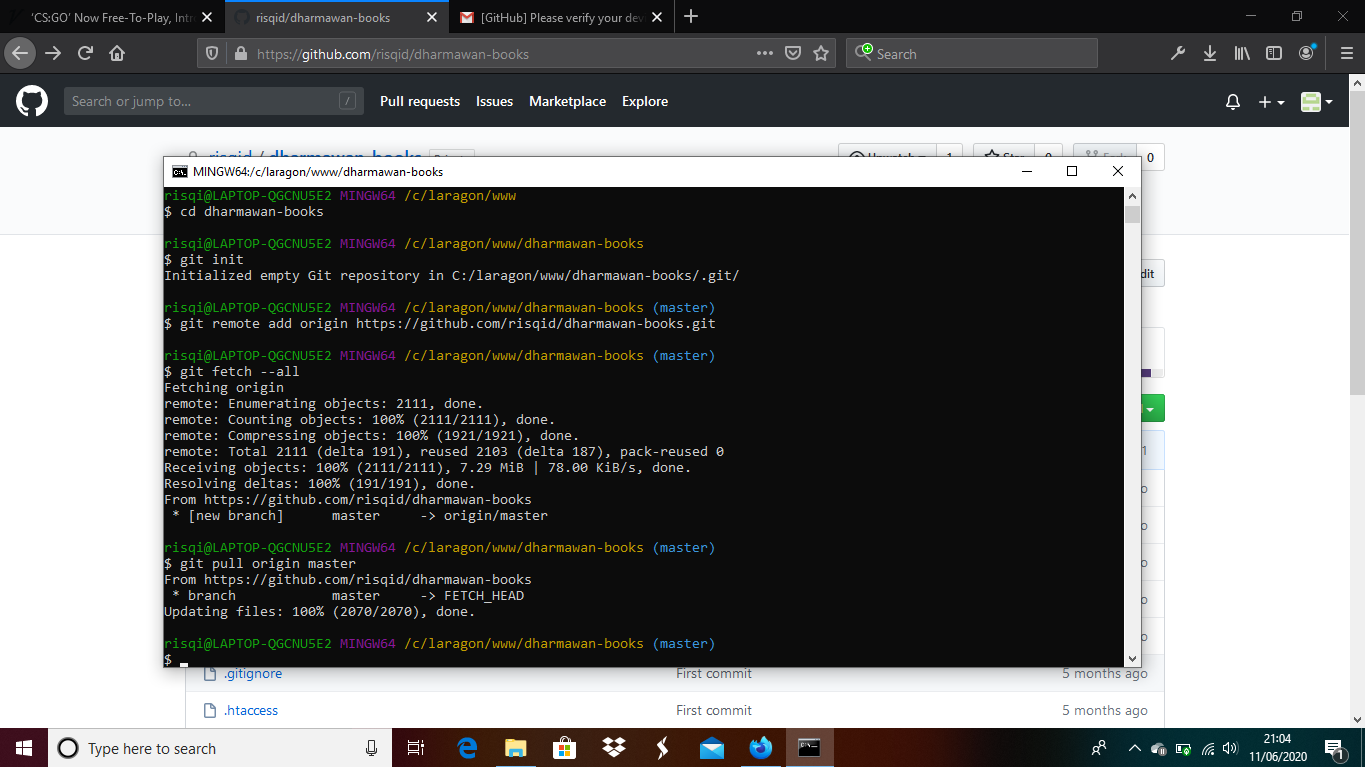 'CS:GO' Now Free-To-Play, Intr
risqid/dharmawan-books
[GitHub] Please verify your dev
https://github.com/risqid/dharmawan-books
Search
Search or jump to...
/
Pull requests
Issues
Marketplace
Explore
risqid / dharmawan-books
Unwatch
1
Star
0
Fork
0
MINGW64:/c/laragon/www/dharmawan-books
risqi@LAPTOP-QGCNU5E2 MINGW64 /c/laragon/www
$ cd dharmawan-books
risqi@LAPTOP-QGCNU5E2 MINGW64 /c/laragon/www/dharmawan-books
$ git init
Initialized empty Git repository in C:/laragon/www/dharmawan-books/.git/
risqi@LAPTOP-QGCNU5E2 MINGW64 /c/laragon/www/dharmawan-books (master)
$ git remote add origin https://github.com/risqid/dharmawan-books.git
risqi@LAPTOP-QGCNU5E2 MINGW64 /c/laragon/www/dharmawan-books (master)
$ git fetch --all
Fetching origin
remote: Enumerating objects: 2111, done.
remote: Counting objects: 100% (2111/2111), done.
remote: Compressing objects: 100% (1921/1921), done.
remote: Total 2111 (delta 191), reused 2103 (delta 187), pack-reused 0
Receiving objects: 100% (2111/2111), 7.29 MiB | 78.00 KiB/s, done.
Resolving deltas: 100% (191/191), done.
From https://github.com/risqid/dharmawan-books
* [new branch] master -> origin/master
risqi@LAPTOP-QGCNU5E2 MINGW64 /c/laragon/www/dharmawan-books (master)
$ git pull origin master
From https://github.com/risqid/dharmawan-books
* branch master -> FETCH_HEAD
Updating files: 100% (2070/2070), done.
risqi@LAPTOP-QGCNU5E2 MINGW64 /c/laragon/www/dharmawan-books (master)
$
dit
1
o
o
o
o
o
.gitignore First commit 5 months ago
.htaccess First commit 5 months ago
Type here to search
21:04
11/06/2020
1